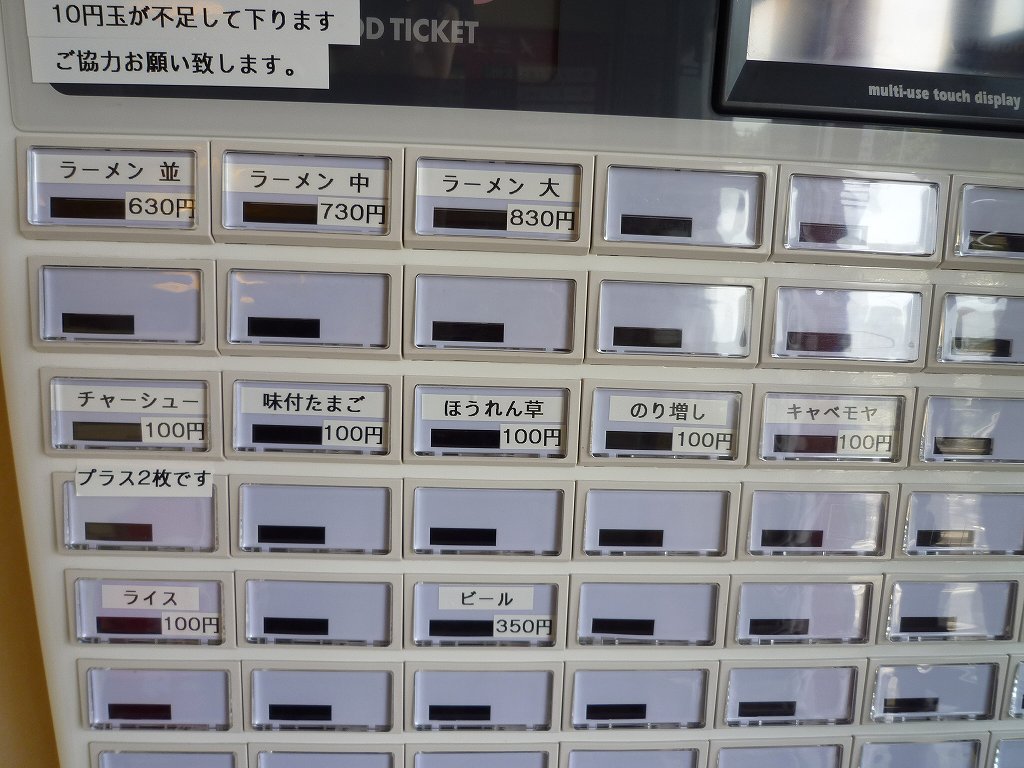 10円玉が不足して下ります
ご協力お願い致します。
OD TICKET
multi-use touch display
ラーメン 並
630円
ラーメン 中
730円
ラーメン 大
830円
チャーシュー
100円
味付たまご
100円
ほうれん草
100円
のり増し
100円
キャベモヤ
100円
プラス2枚です
ライス
100円
ビール
350円